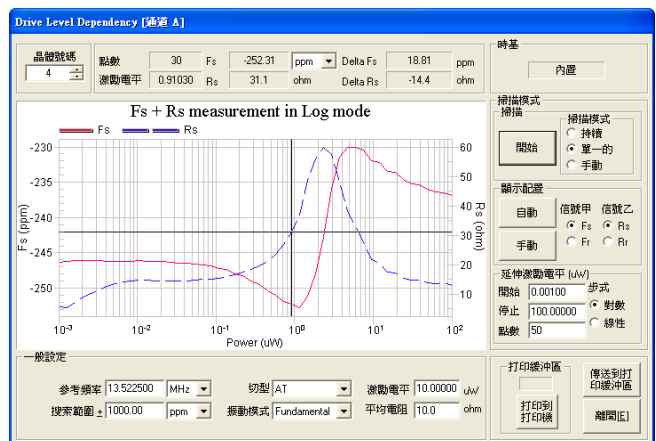 Drive Level Dependency [通道 A]
晶體號碼
4
點數 30 Fs -252.31 ppm Delta Fs 18.81 ppm
激勵電平 0.91030 Rs 31.1 ohm Delta Rs -14.4 ohm
時基
內置
Fs + Rs measurement in Log mode
Fs Rs
-230
-235
-240
-245
-250
Fs (ppm)
60
50
40
30
20
10
Rs (ohm)
10-3 10-2 10-1 100 101 102
Power (uW)
掃描模式
掃描
開始
掃描模式
持續
單一的
手動
顯示配置
自動
手動
信號甲 信號乙
Fs Rs
Fr Rr
延伸激勵電平 (uW)
開始 0.00100
停止 100.00000
點數 50
步式
對數
線性
一般設定
參考頻率 13.522500 MHz 切型 AT 激勵電平 10.00000 uW
搜索範圍 ± 1000.00 ppm 振動模式 Fundamental 平均電阻 10.0 ohm
打印緩沖區
打印到
打印機
傳送到打
印緩沖區
離開[E]